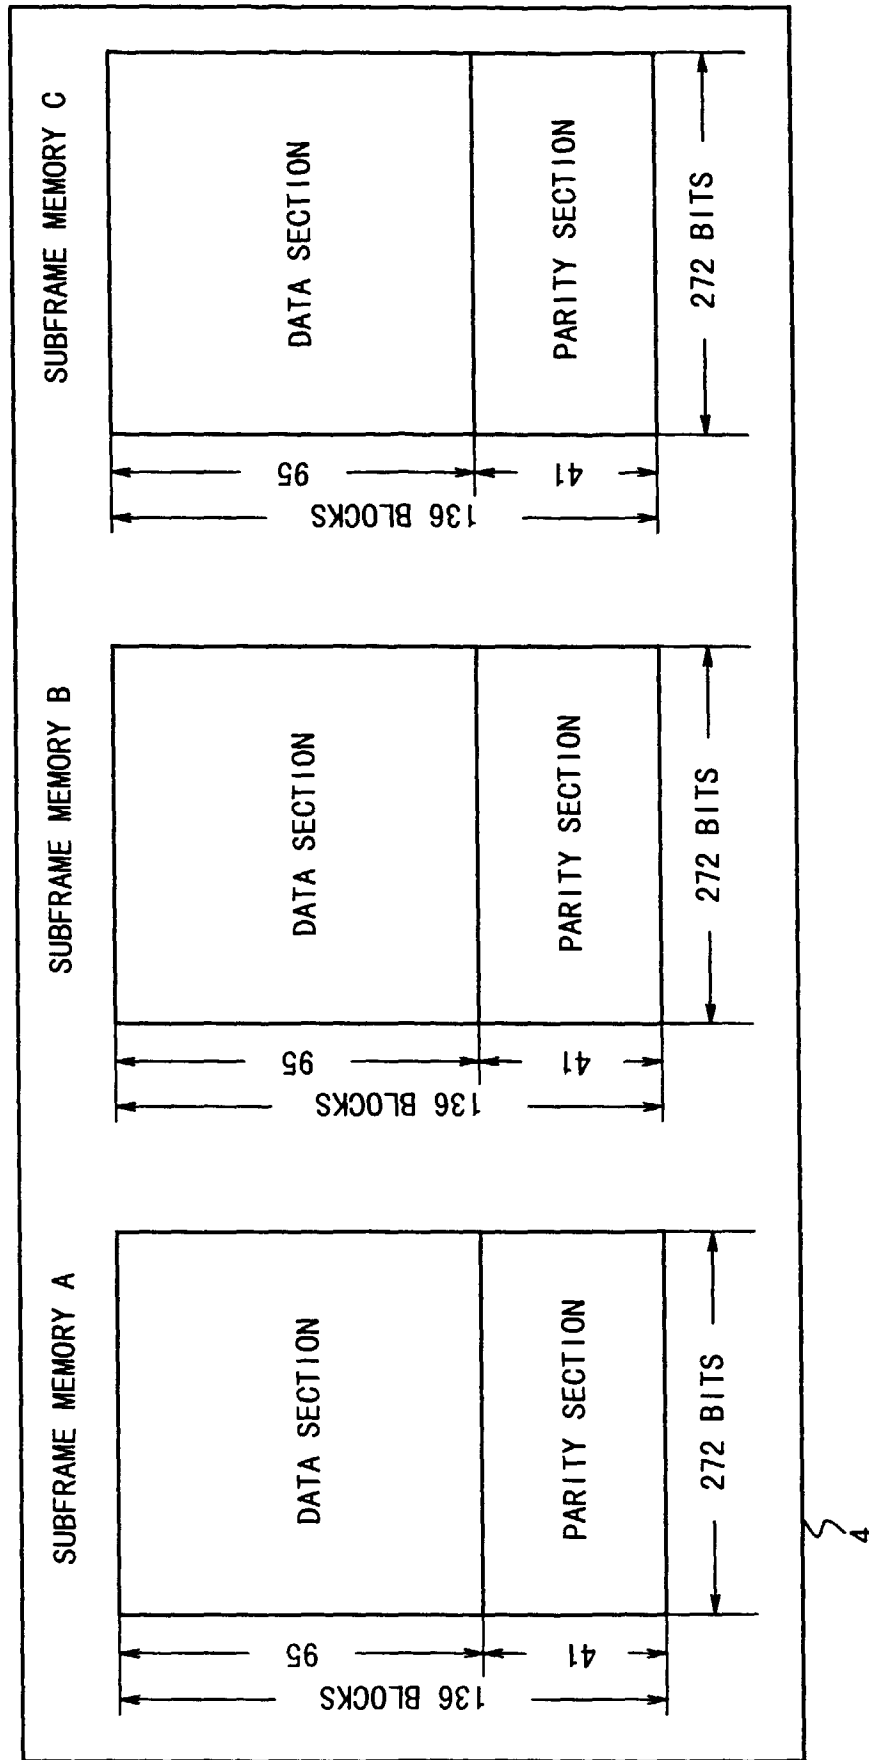 SUBFRAME MEMORY A
DATA SECTION
PARITY SECTION
95
41
136 BLOCKS
272 BITS
SUBFRAME MEMORY B
DATA SECTION
PARITY SECTION
95
41
136 BLOCKS
272 BITS
SUBFRAME MEMORY C
DATA SECTION
PARITY SECTION
95
41
136 BLOCKS
272 BITS
4